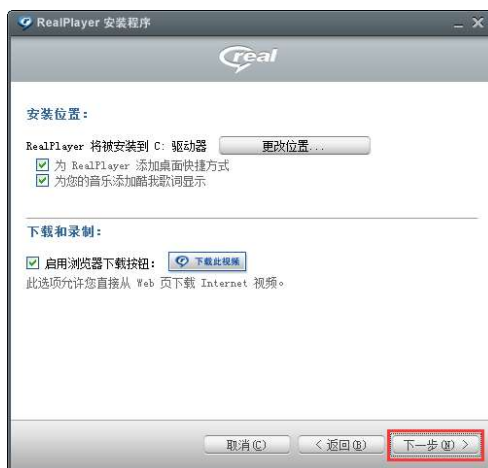 RealPlayer 安装程序
real
安装位置:
RealPlayer 将被安装到 C: 驱动器 更改位置...
为 RealPlayer 添加桌面快捷方式
为您的音乐添加酷我歌词显示
下载和录制:
启用浏览器下载按钮: 下载此视频
此选项允许您直接从 Web 页下载 Internet 视频。
取消(C) < 返回(B) 下一步(N) >